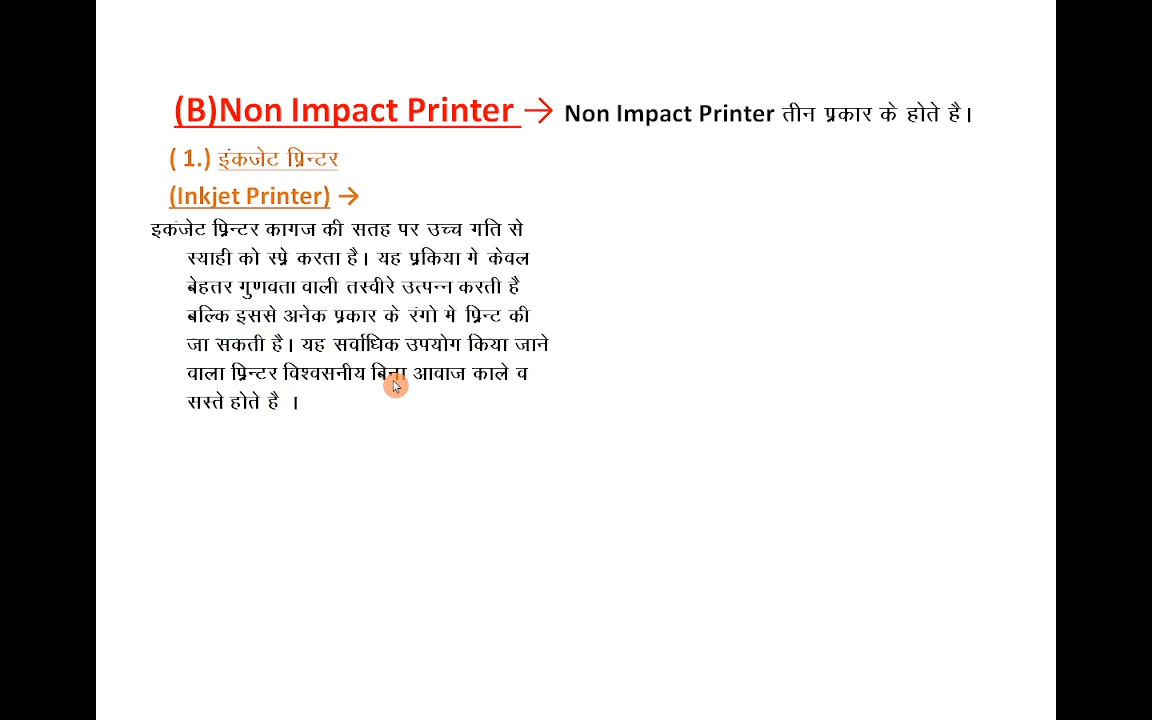 (B)Non Impact Printer → Non Impact Printer तीन प्रकार के होते है।
( 1.) इंकजेट प्रिन्टर
(Inkjet Printer) →
इकंजेट प्रिन्टर कागज की सतह पर उच्च गति से
स्याही को स्प्रे करता है। यह प्रकिया गे केवल
बेहत्तर गुणवता वाली तस्वीरे उत्पन्न करती है
बल्कि इससे अनेक प्रकार के रंगो मे प्रिन्ट की
जा सकती है। यह सर्वाधिक उपयोग किया जाने
वाला प्रिन्टर विश्वसनीय बिना आवाज काले व
सस्ते होते है ।